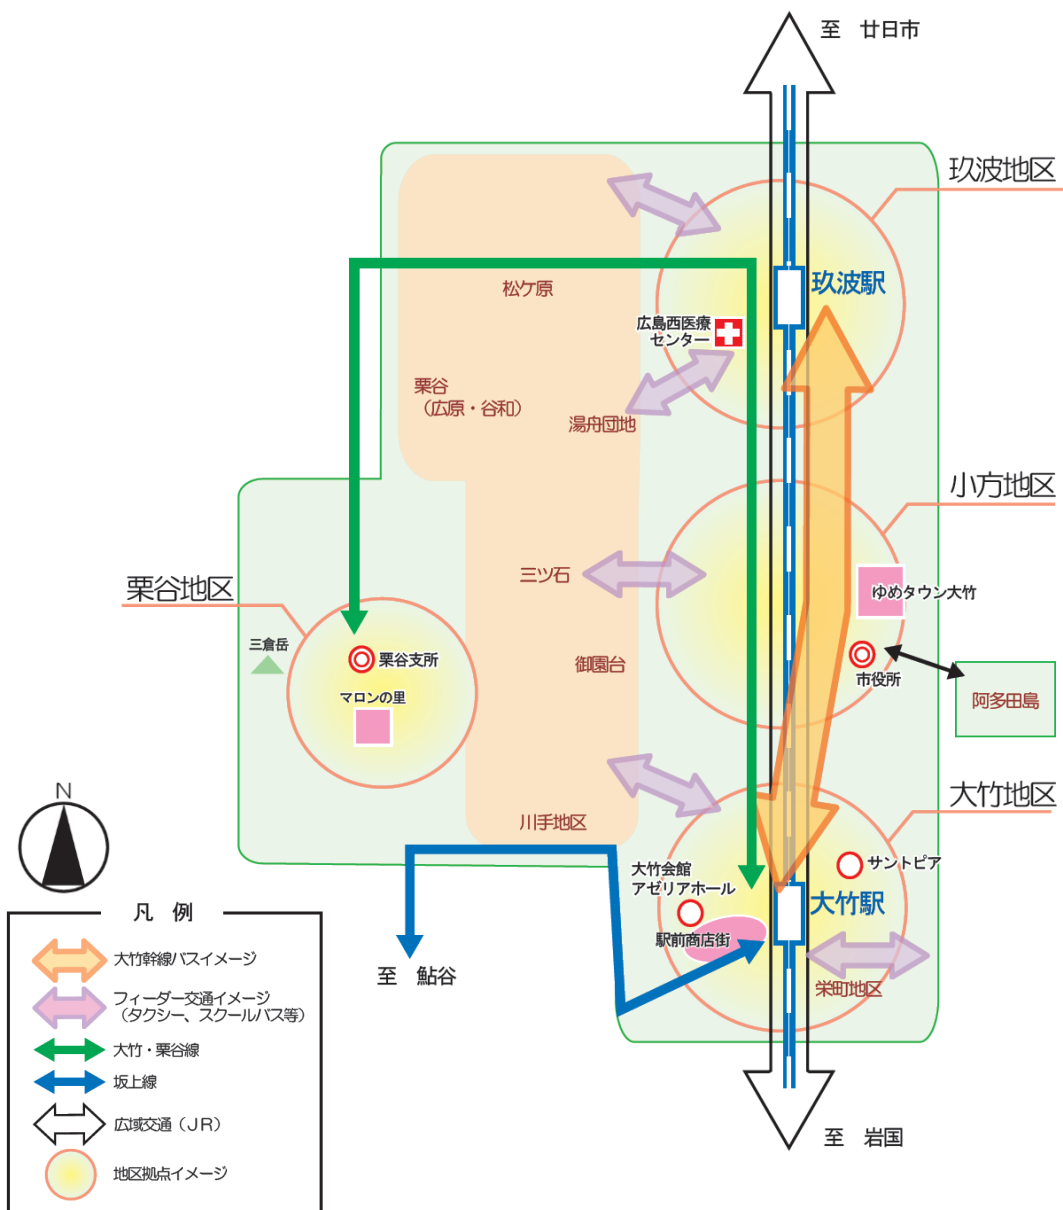 至 廿日市
玖波地区
玖波駅
松ケ原
広島西医療
センター
栗谷
（広原・谷和）
湯舟団地
小方地区
三ツ石
栗谷地区
ゆめタウン大竹
三倉岳
栗谷支所
御園台
市役所
マロンの里
阿多田島
大竹地区
N
川手地区
大竹会館
アゼリアホール
サントピア
大竹駅
駅前商店街
至 鮎谷
栄町地区
至 岩国
凡 例
大竹幹線バスイメージ
フィーダー交通イメージ
（タクシー、スクールバス等）
大竹・栗谷線
坂上線
広域交通（ＪＲ）
地区拠点イメージ